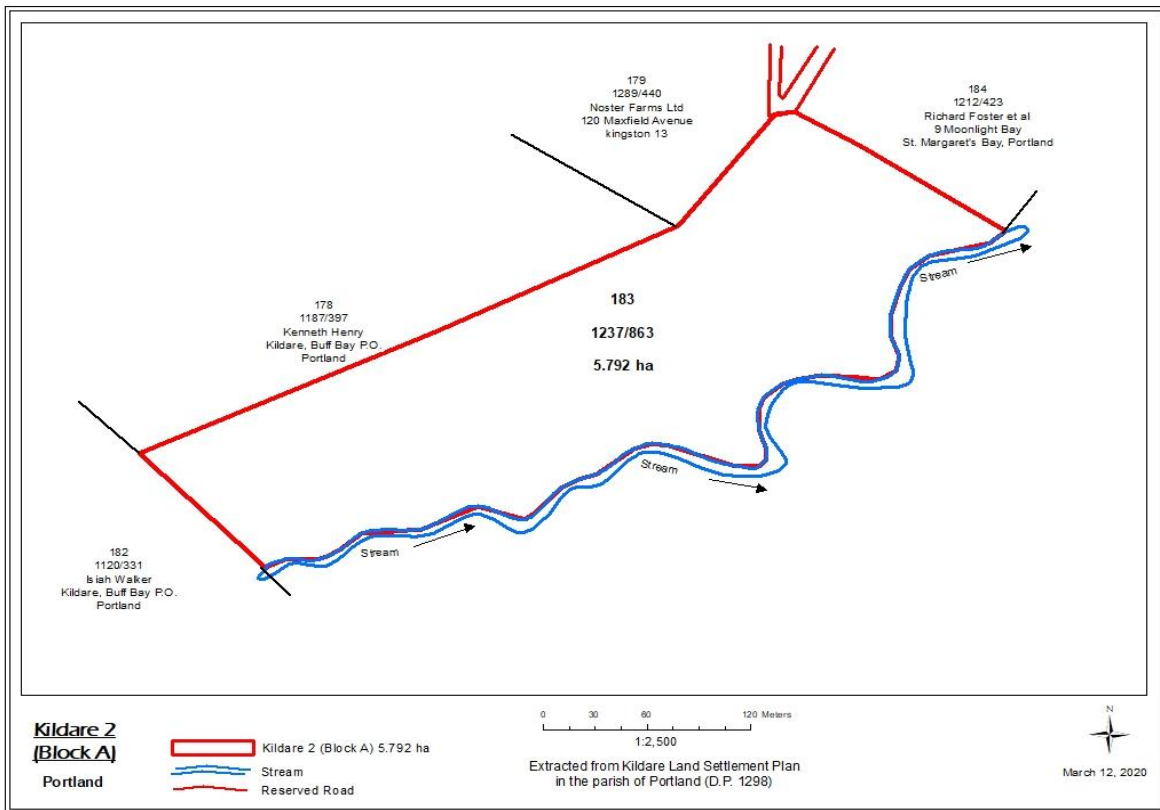 179
1289/440
Noster Farms Ltd
120 Maxfield Avenue
kingston 13
184
1212/423
Richard Foster et al
9 Moonlight Bay
St. Margaret's Bay, Portland
Stream
183
1237/863
5.792 ha
178
1187/397
Kenneth Henry
Kildare, Buff Bay P.O.
Portland
Stream
Stream
182
1120/331
Isiah Walker
Kildare, Buff Bay P.O.
Portland
Kildare 2
(Block A)
Portland
Kildare 2 (Block A) 5.792 ha
Stream
Reserved Road
0 30 60 120 Meters
1:2,500
Extracted from Kildare Land Settlement Plan
in the parish of Portland (D.P. 1298)
N
March 12, 2020